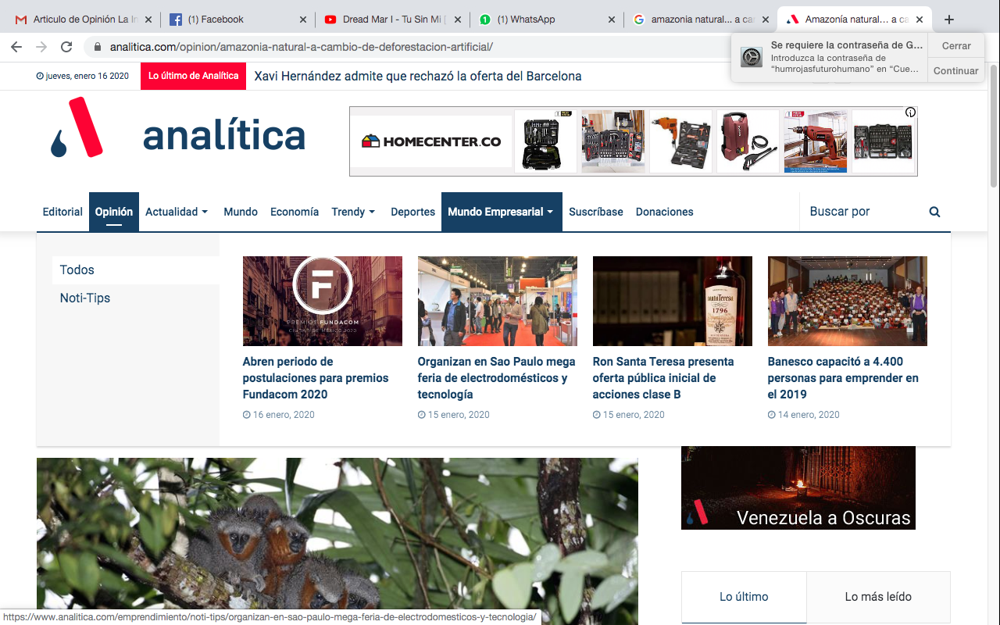 Articulo de Opinión La In
(1) Facebook
Dread Mar I - Tu Sin Mi [
1
(1) WhatsApp
amazonia natural... a ca
Amazonía natural... a ca
analitica.com/opinion/amazonia-natural-a-cambio-de-deforestacion-artificial/
Se requiere la contraseña de G...
Introduzca la contraseña de
“humrojasfuturohumano” en “Cue...
Cerrar
Continuar
jueves, enero 16 2020
Lo último de Analítica
Xavi Hernández admite que rechazó la oferta del Barcelona
analítica
HOMECENTER.CO
Editorial
Opinión
Actualidad
Mundo
Economía
Trendy
Deportes
Mundo Empresarial
Suscríbase
Donaciones
Buscar por
Todos
Noti-Tips
F
PREMIOS FUNDACOM
CIUDAD DE MÉXICO 2020
Abren periodo de
postulaciones para premios
Fundacom 2020
16 enero, 2020
Organizan en Sao Paulo mega
feria de electrodomésticos y
tecnología
15 enero, 2020
Santa Teresa
1796
Ron Santa Teresa presenta
oferta pública inicial de
acciones clase B
15 enero, 2020
Banesco capacitó a 4.400
personas para emprender en
el 2019
14 enero, 2020
Venezuela a Oscuras
Lo último
Lo más leído
https://www.analitica.com/emprendimiento/noti-tips/organizan-en-sao-paulo-mega-feria-de-electrodomesticos-y-tecnologia/